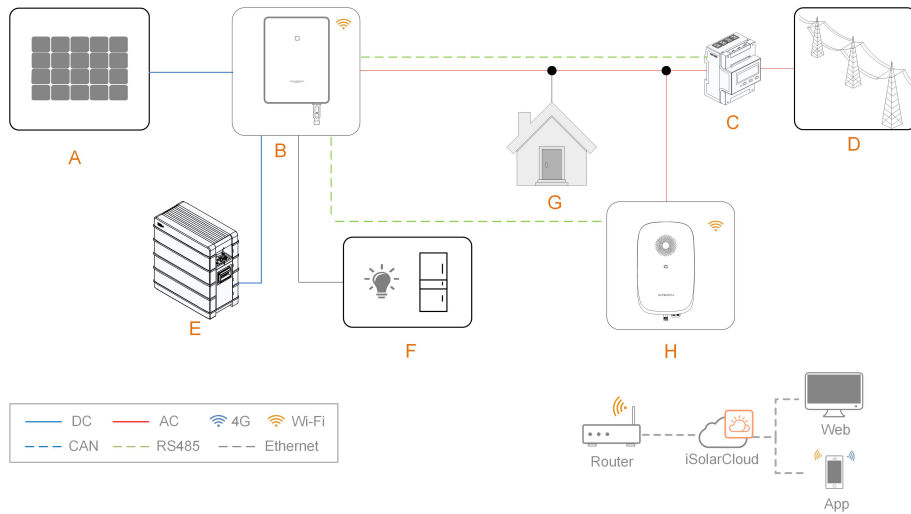 A
B
C
D
G
E
F
H
DC AC 4G Wi-Fi
CAN RS485 Ethernet
Web
Router
iSolarCloud
App